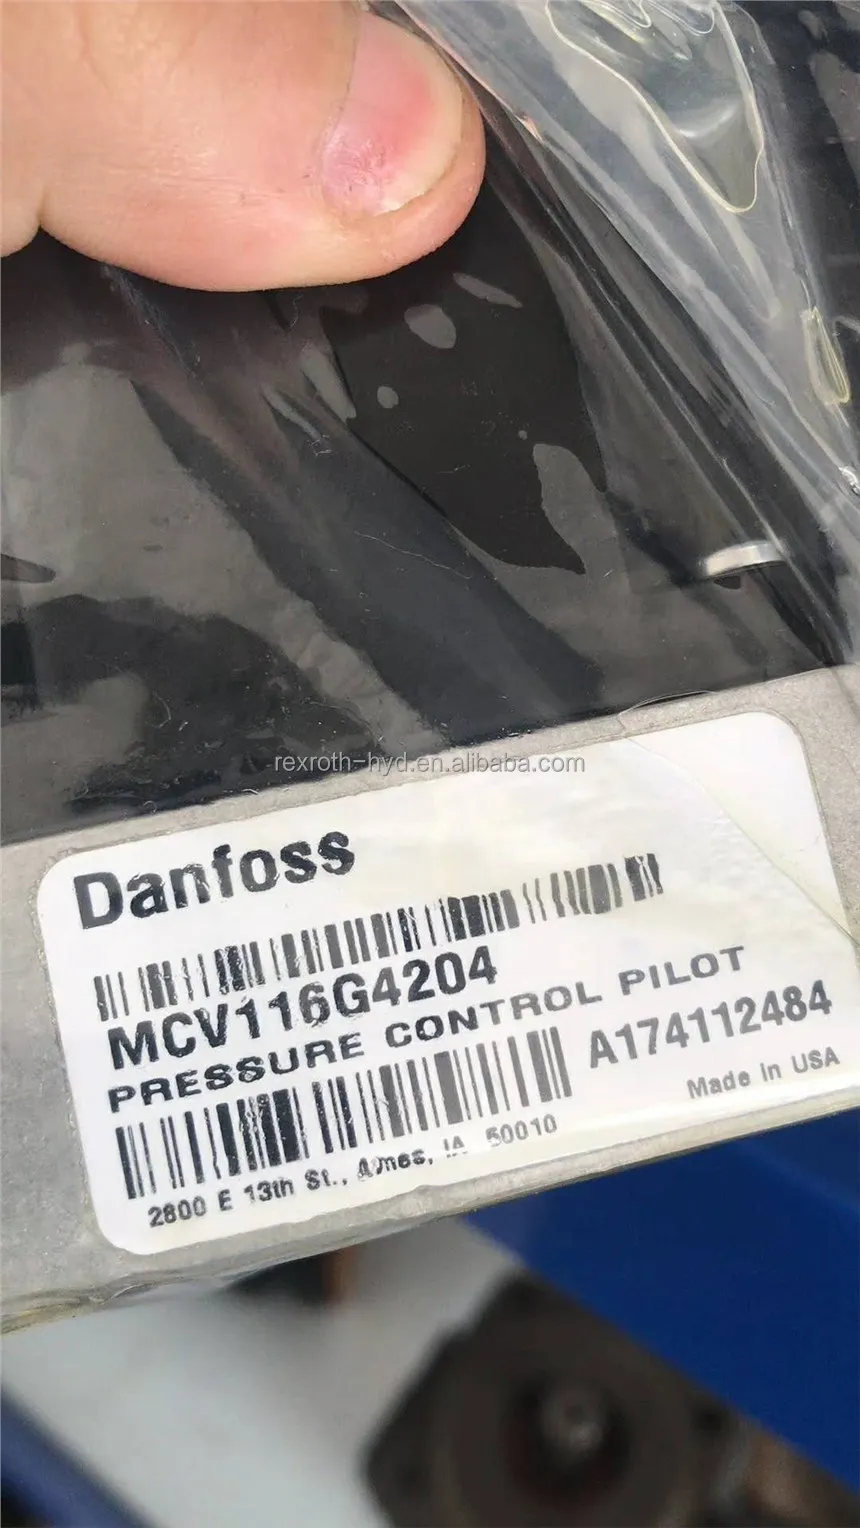 rexroth-hyd.en.alibaba.com
Danfoss
MCV116G4204
PRESSURE CONTROL PILOT
A174112484
Made in USA
2800 E 13th St., Ames, IA 50010